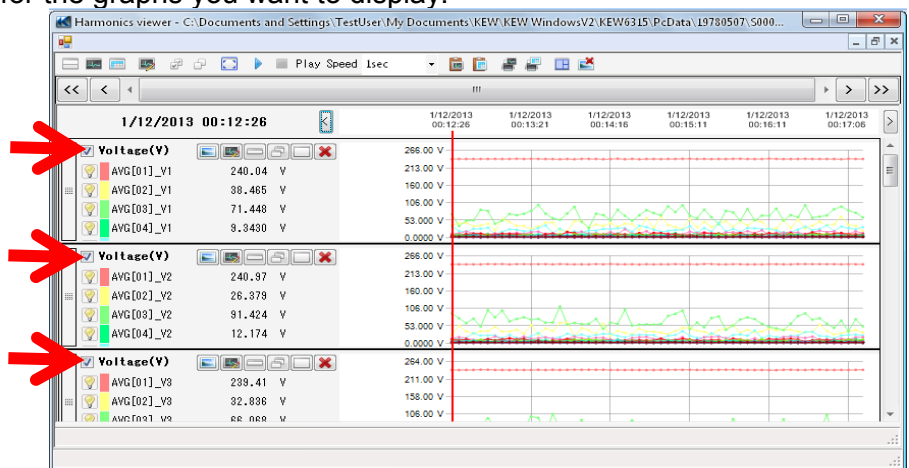 for the graphs you want to display.
Harmonics viewer - C:\Documents and Settings\TestUser\My Documents\KEW\KEW WindowsV2\KEW6315\PcData\19780507\S000...
Play Speed 1sec
<< < > >>
1/12/2013 00:12:26 <
1/12/2013 1/12/2013 1/12/2013 1/12/2013 1/12/2013 1/12/2013
00:12:26 00:13:21 00:14:16 00:15:11 00:16:11 00:17:06 >
Voltage(V)
AVG[01]_V1 240.04 V
AVG[02]_V1 38.465 V
AVG[03]_V1 71.448 V
AVG[04]_V1 9.3430 V
266.00 V
213.00 V
160.00 V
106.00 V
53.000 V
0.0000 V
Voltage(V)
AVG[01]_V2 240.97 V
AVG[02]_V2 26.379 V
AVG[03]_V2 91.424 V
AVG[04]_V2 12.174 V
266.00 V
213.00 V
160.00 V
106.00 V
53.000 V
0.0000 V
Voltage(V)
AVG[01]_V3 239.41 V
AVG[02]_V3 32.836 V
AVG[03]_V3 66.068 V
264.00 V
211.00 V
158.00 V
106.00 V